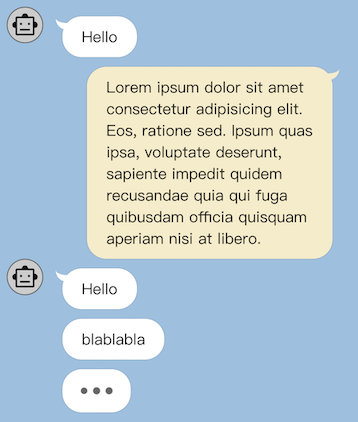 Hello
Lorem ipsum dolor sit amet
consectetur adipisicing elit.
Eos, ratione sed. Ipsum quas
ipsa, voluptate deserunt,
sapiente impedit quidem
recusandae quia qui fuga
quibusdam officia quisquam
aperiam nisi at libero.
Hello
blablabla